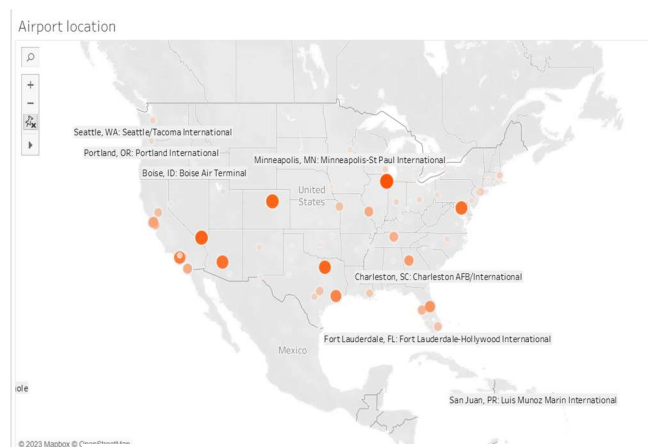 Airport location
Seattle, WA: Seattle/Tacoma International
Portland, OR: Portland International
Minneapolis, MN: Minneapolis-St Paul International
Boise, ID: Boise Air Terminal
United
States
Charleston, SC: Charleston AFB/International
Fort Lauderdale, FL: Fort Lauderdale-Hollywood International
Mexico
ole
San Juan, PR: Luis Munoz Marin International
© 2023 Mapbox © OpenStreetMap